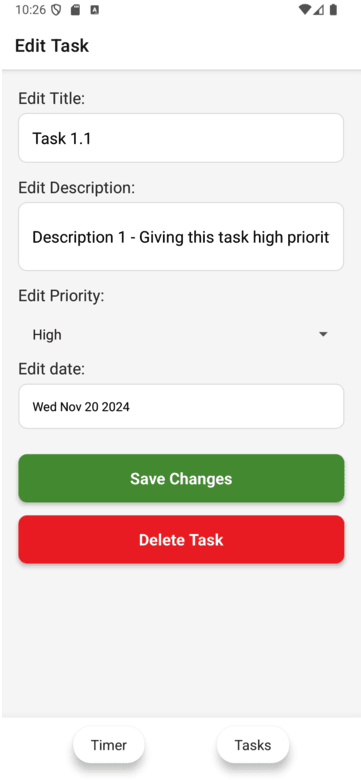 10:26
Edit Task
Edit Title:
Task 1.1
Edit Description:
Description 1 - Giving this task high priorit
Edit Priority:
High
Edit date:
Wed Nov 20 2024
Save Changes
Delete Task
Timer
Tasks